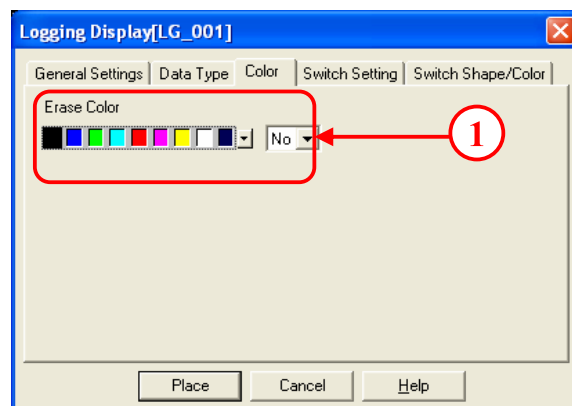 Logging Display[LG_001]
General Settings Data Type Color Switch Setting Switch Shape/Color
Erase Color
No
1
Place Cancel Help